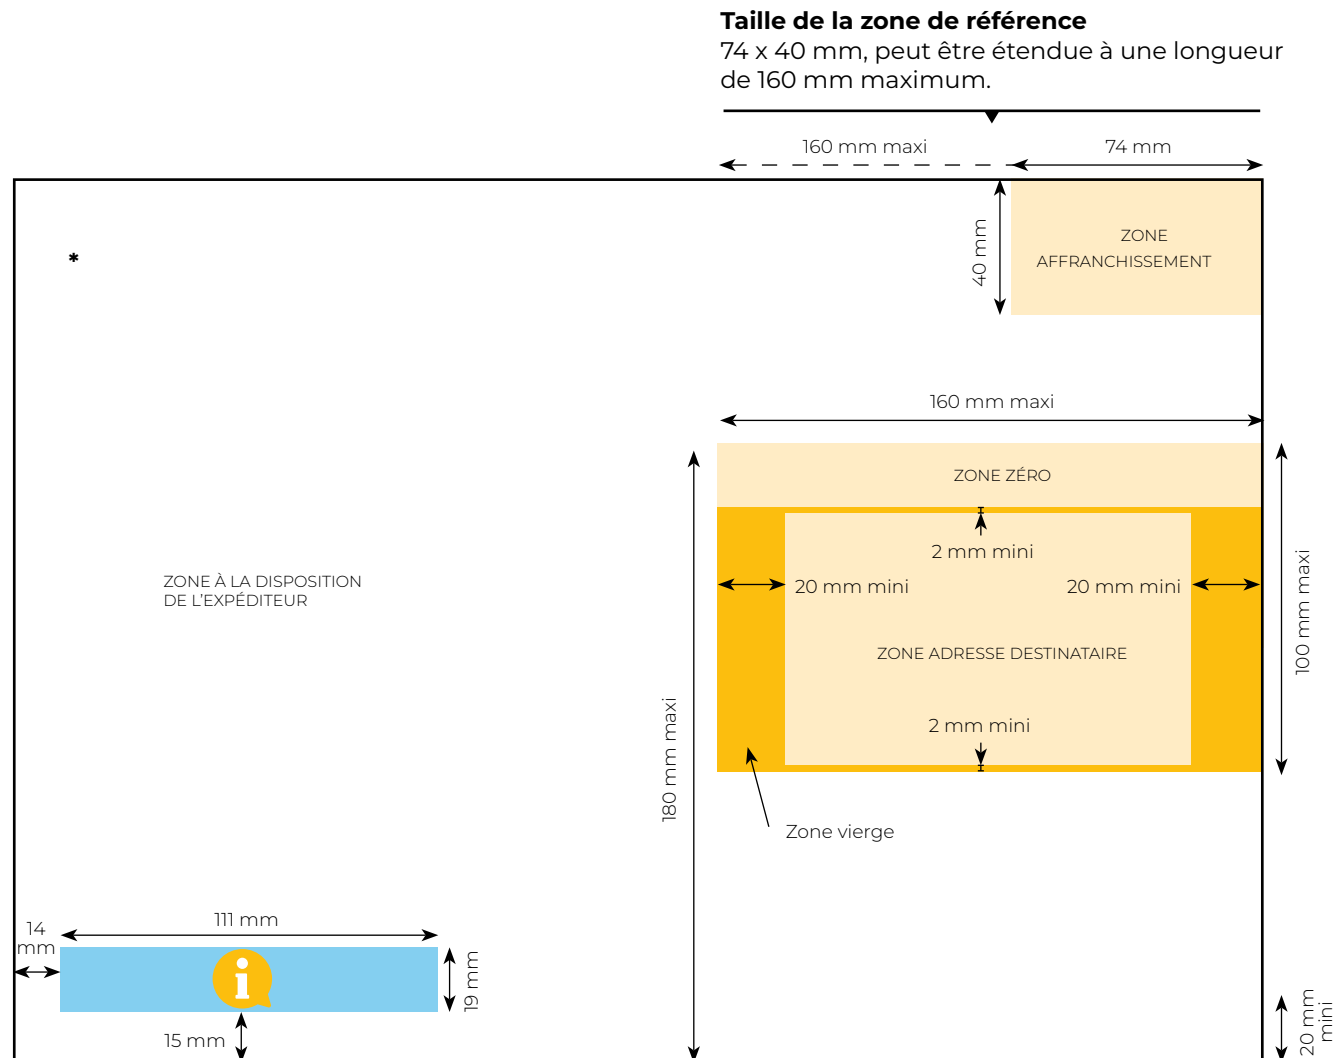 Taille de la zone de référence
74 x 40 mm, peut être étendue à une longueur
de 160 mm maximum.
160 mm maxi
74 mm
40 mm
ZONE
AFFRANCHISSEMENT
*
160 mm maxi
ZONE ZÉRO
2 mm mini
20 mm mini
20 mm mini
ZONE À LA DISPOSITION
DE L'EXPÉDITEUR
ZONE ADRESSE DESTINATAIRE
100 mm maxi
2 mm mini
180 mm maxi
Zone vierge
14
mm
111 mm
i
19 mm
15 mm
20 mm
mini